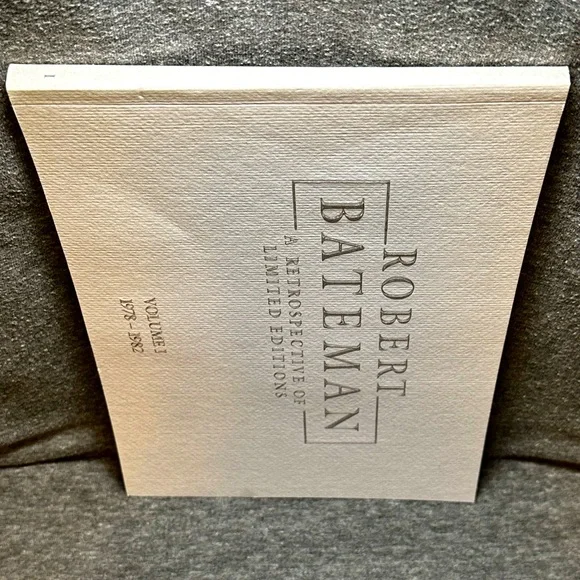 ROBERT
BATEMAN
A RETROSPECTIVE OF
LIMITED EDITIONS
VOLUME I
1978 - 1982